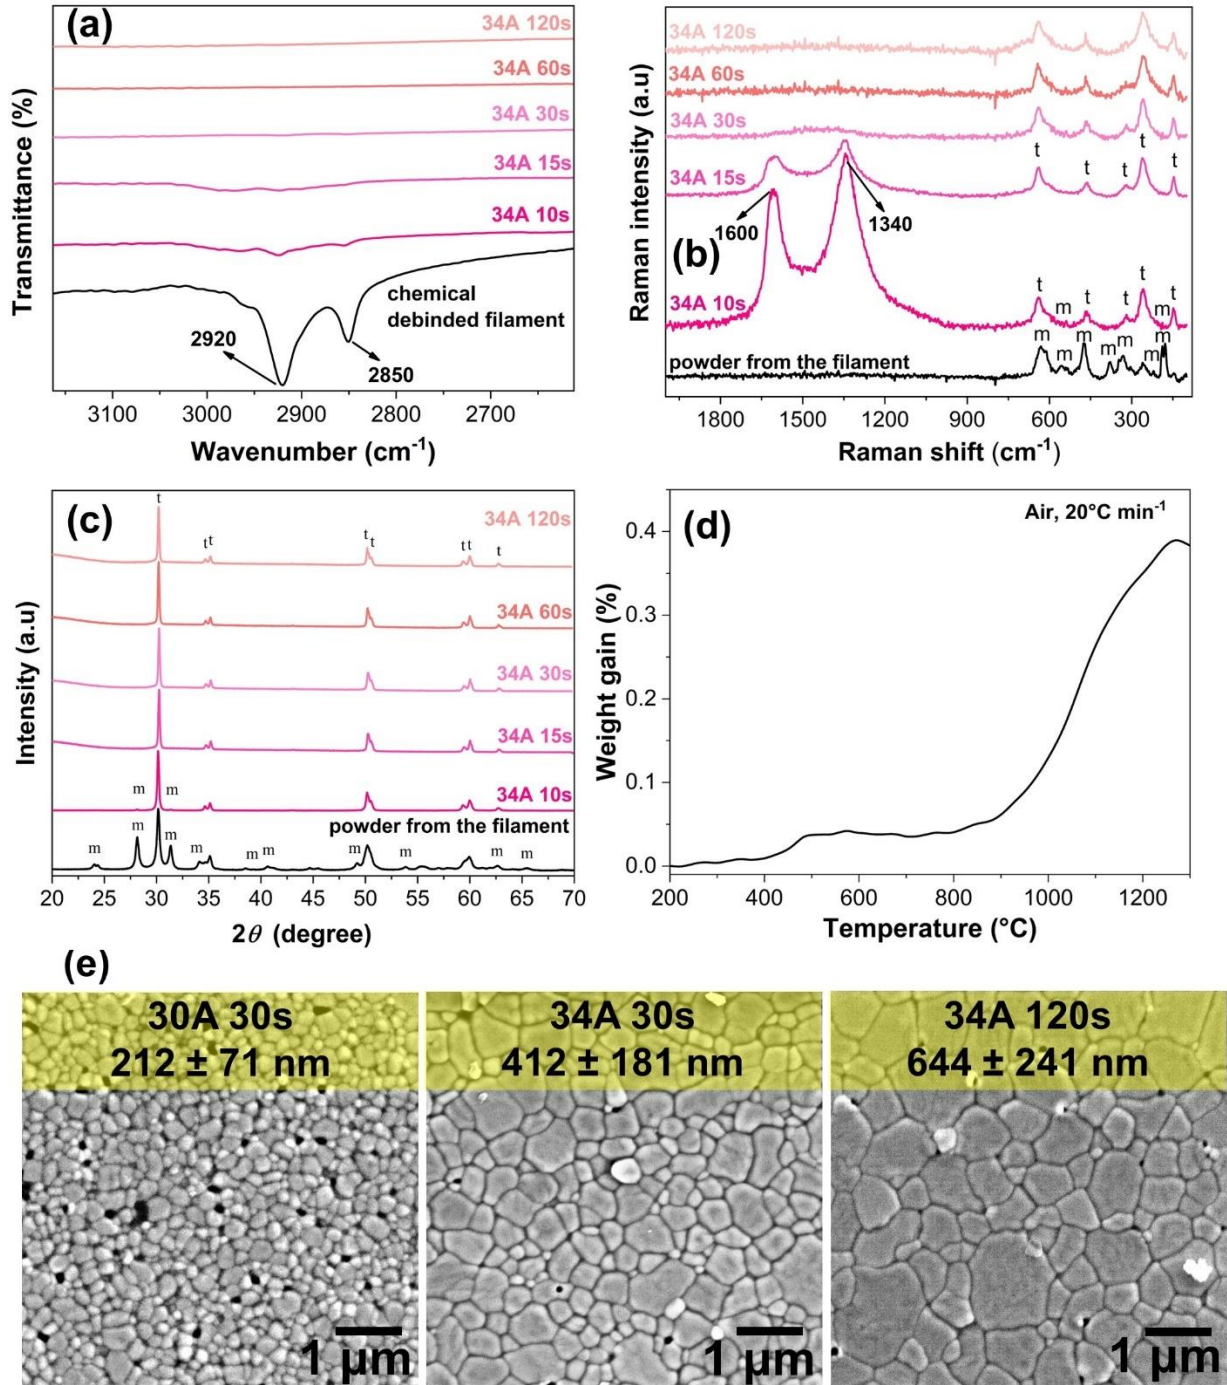 (a)
34A 120s
34A 60s
34A 30s
34A 15s
34A 10s
chemical
debinded filament
2920
2850
Transmittance (%)
3100 3000 2900 2800 2700
Wavenumber (cm⁻¹)
(b)
34A 120s
34A 60s
34A 30s
34A 15s
t t t t t
1600
1340
34A 10s
t m t t t m t
powder from the filament
m m m m m m m
Raman intensity (a.u)
1800 1500 1200 900 600 300
Raman shift (cm⁻¹)
(c)
34A 120s
t t t t t t t t
34A 60s
34A 30s
34A 15s
34A 10s
m m
powder from the filament
m m m m m m m m m m
Intensity (a.u)
20 25 30 35 40 45 50 55 60 65 70
2θ (degree)
(d)
Air, 20°C min⁻¹
Weight gain (%)
0.4
0.3
0.2
0.1
0.0
200 400 600 800 1000 1200
Temperature (°C)
(e)
30A 30s
212 ± 71 nm
1 µm
34A 30s
412 ± 181 nm
1 µm
34A 120s
644 ± 241 nm
1 µm